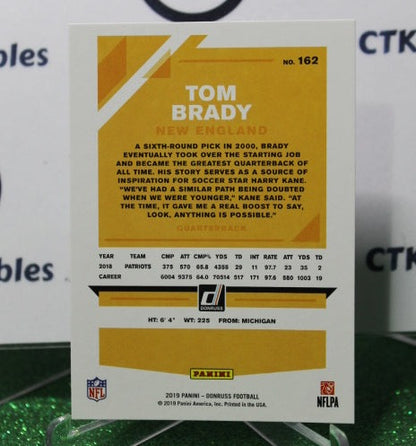 CTK
CTK
NO. 162
TOM
BRADY
NEW ENGLAND
A SIXTH-ROUND PICK IN 2000, BRADY
EVENTUALLY TOOK OVER THE STARTING JOB
AND BECAME THE GREATEST QUARTERBACK OF
ALL TIME. HIS STORY SERVES AS A SOURCE OF
INSPIRATION FOR SOCCER STAR HARRY KANE.
"WE'VE HAD A SIMILAR PATH BEING DOUBTED
WHEN WE WERE YOUNGER," KANE SAID. "AT
THE TIME, IT GAVE ME A REAL BOOST TO SAY,
LOOK, ANYTHING IS POSSIBLE."
QUARTERBACK
YEAR TEAM CMP ATT CMP% YDS TD INT RATE ATT YDS TD
2018 PATRIOTS 375 570 65.8 4355 29 11 97.7 23 35 2
CAREER 6004 9375 64.0 70514 517 171 97.6 580 1003 19
DONRUSS
HT: 6' 4" WT: 225 FROM: MICHIGAN
PANINI
NFL
2019 PANINI – DONRUSS FOOTBALL
© 2019 Panini America, Inc. Printed in the USA.
NFLPA
CTK